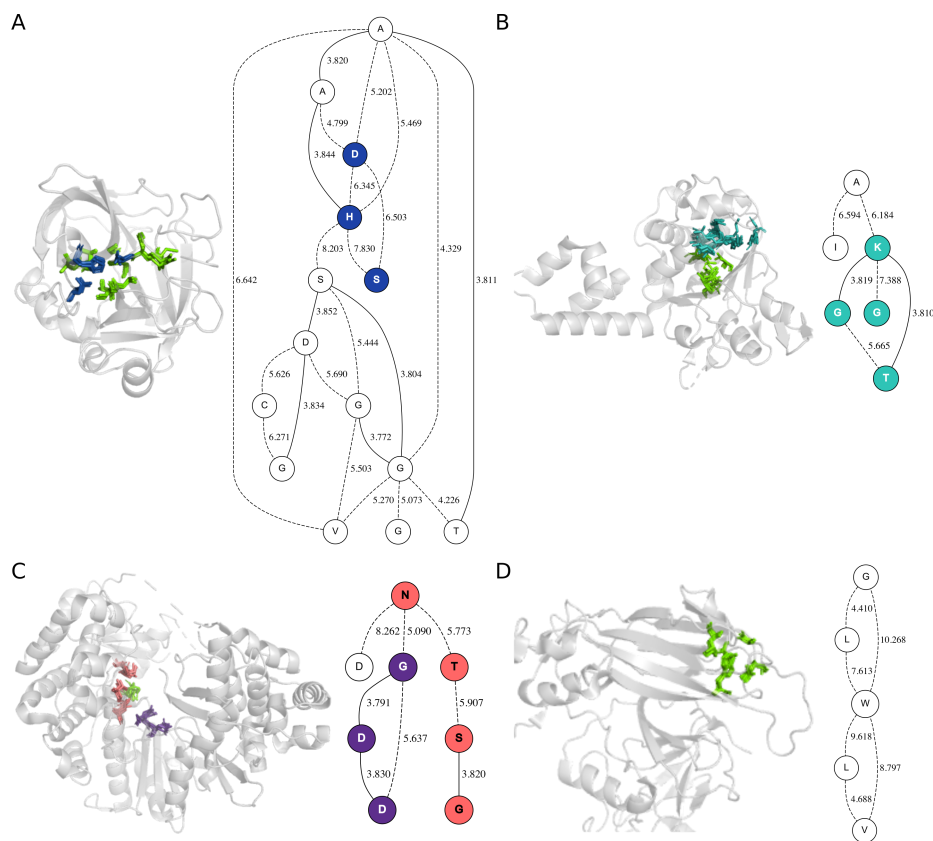 A
B
A
3.820
A
5.202
5.469
4.799
D
3.844
6.345
H
6.503
8.203
7.830
4.329
6.642
S
S
3.811
3.852
5.444
3.804
D
5.626
5.690
C
3.834
G
3.772
6.271
G
5.503
G
5.270
5.073
4.226
V
G
T
A
6.594
6.184
I
K
3.819
7.388
G
G
3.810
5.665
T
C
D
N
8.262
5.090
5.773
D
G
T
3.791
5.907
5.637
D
S
3.830
3.820
D
G
G
4.410
L
10.268
7.613
W
9.618
L
8.797
4.688
V